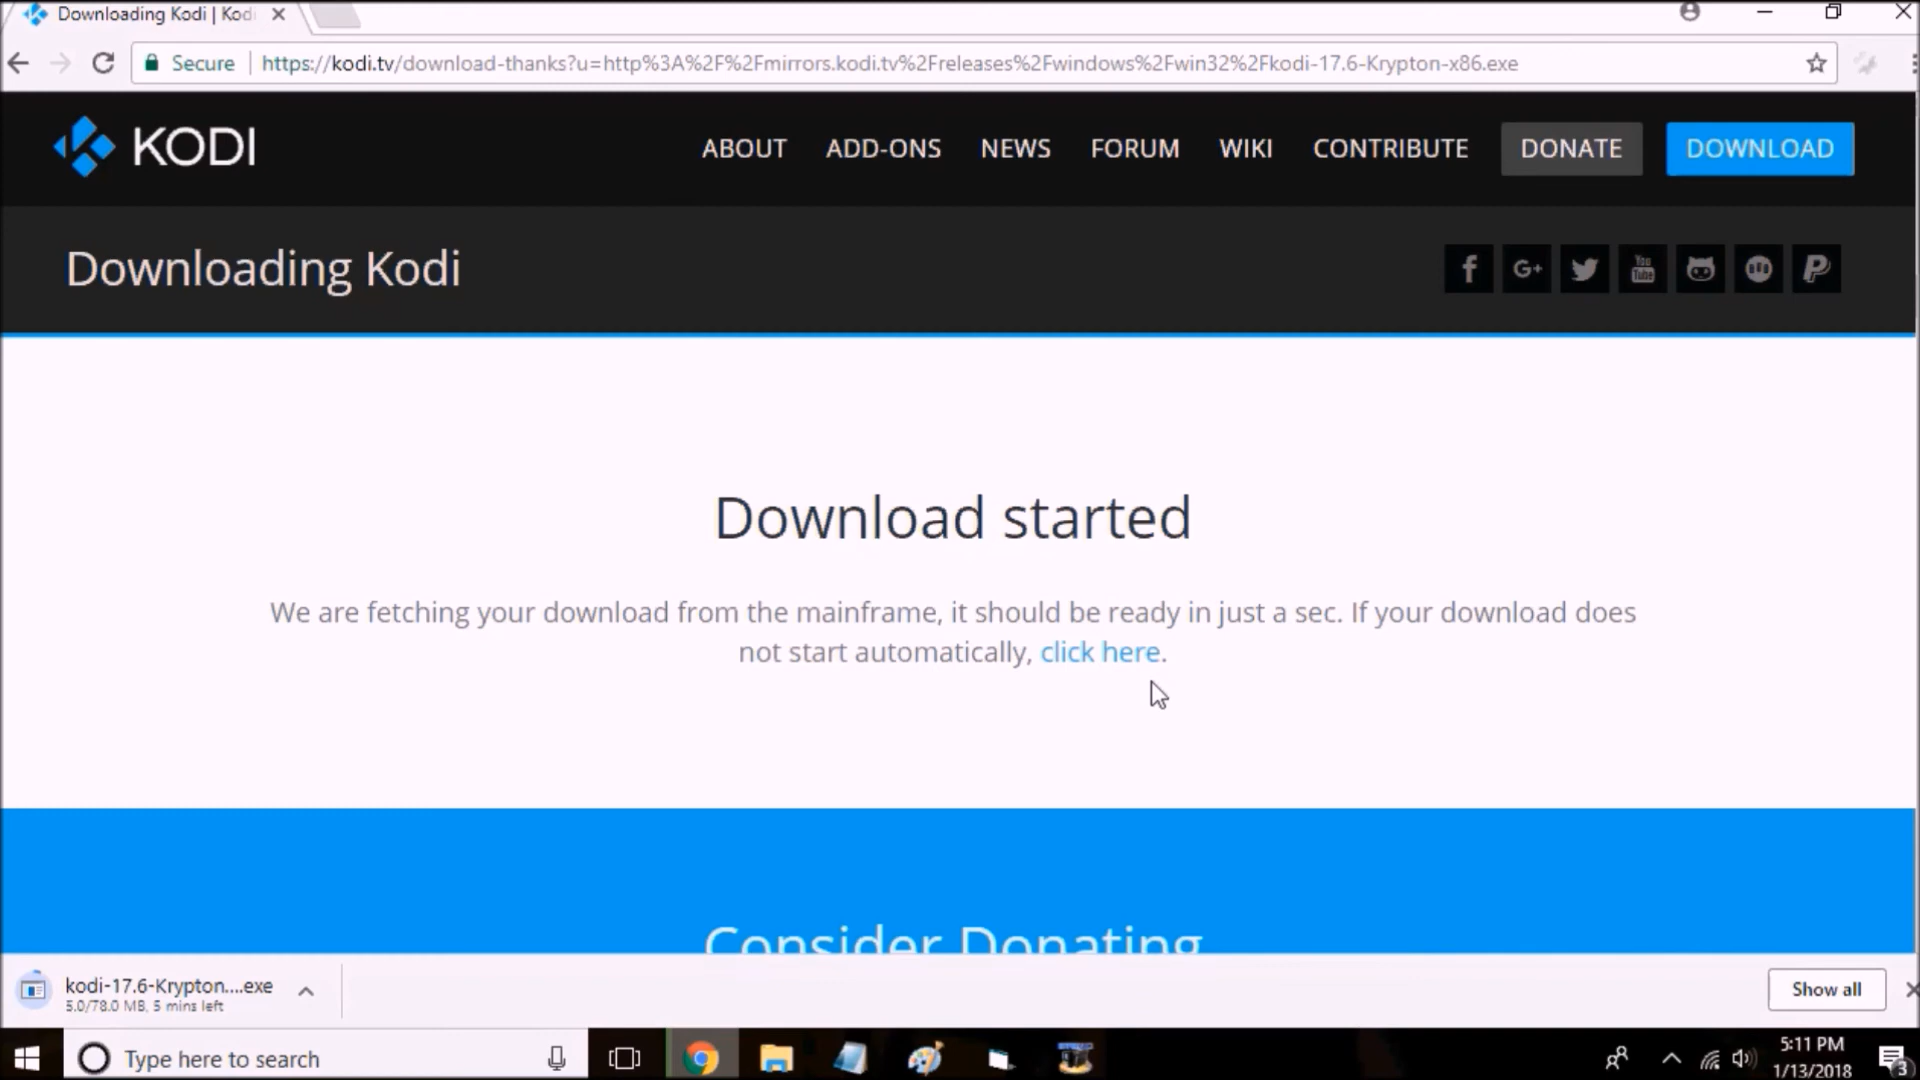 Downloading Kodi | Kodi
Secure https://kodi.tv/download-thanks?u=http%3A%2F%2Fmirrors.kodi.tv%2Freleases%2Fwindows%2Fwin32%2Fkodi-17.6-Krypton-x86.exe
KODI ABOUT ADD-ONS NEWS FORUM WIKI CONTRIBUTE DONATE DOWNLOAD
Downloading Kodi
f G+ You Tube
Download started
We are fetching your download from the mainframe, it should be ready in just a sec. If your download does
not start automatically, click here.
Consider Donating
kodi-17.6-Krypton....exe
5.0/78.0 MB, 5 mins left
Show all
Type here to search
5:11 PM
1/13/2018
3